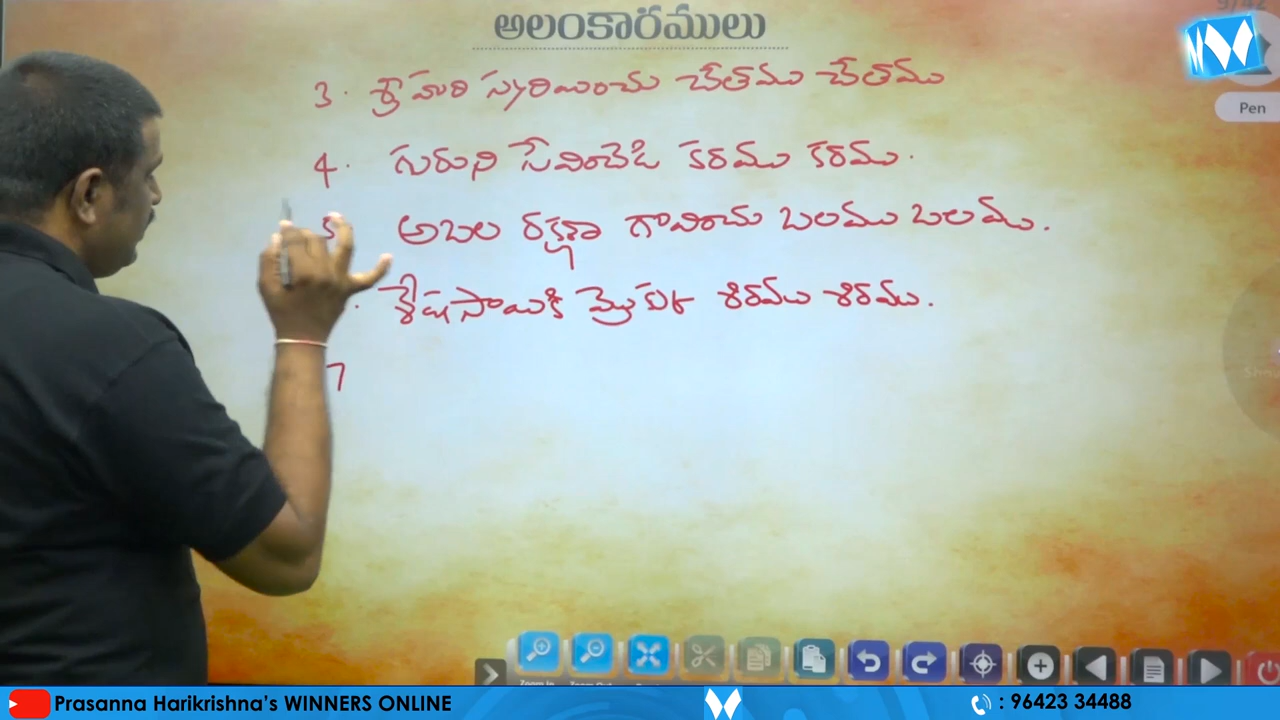 అలంకారములు
3. శ్రీహరి స్మరియించు చేతము చేతము
4. గురుని సేవించెడి కరము కరము.
5 అబల రక్షణా గావించు బలము బలము.
. శేషసాయికి మ్రొకు శిరము శిరము.
7
Pen
Prasanna Harikrishna's WINNERS ONLINE
: 96423 34488